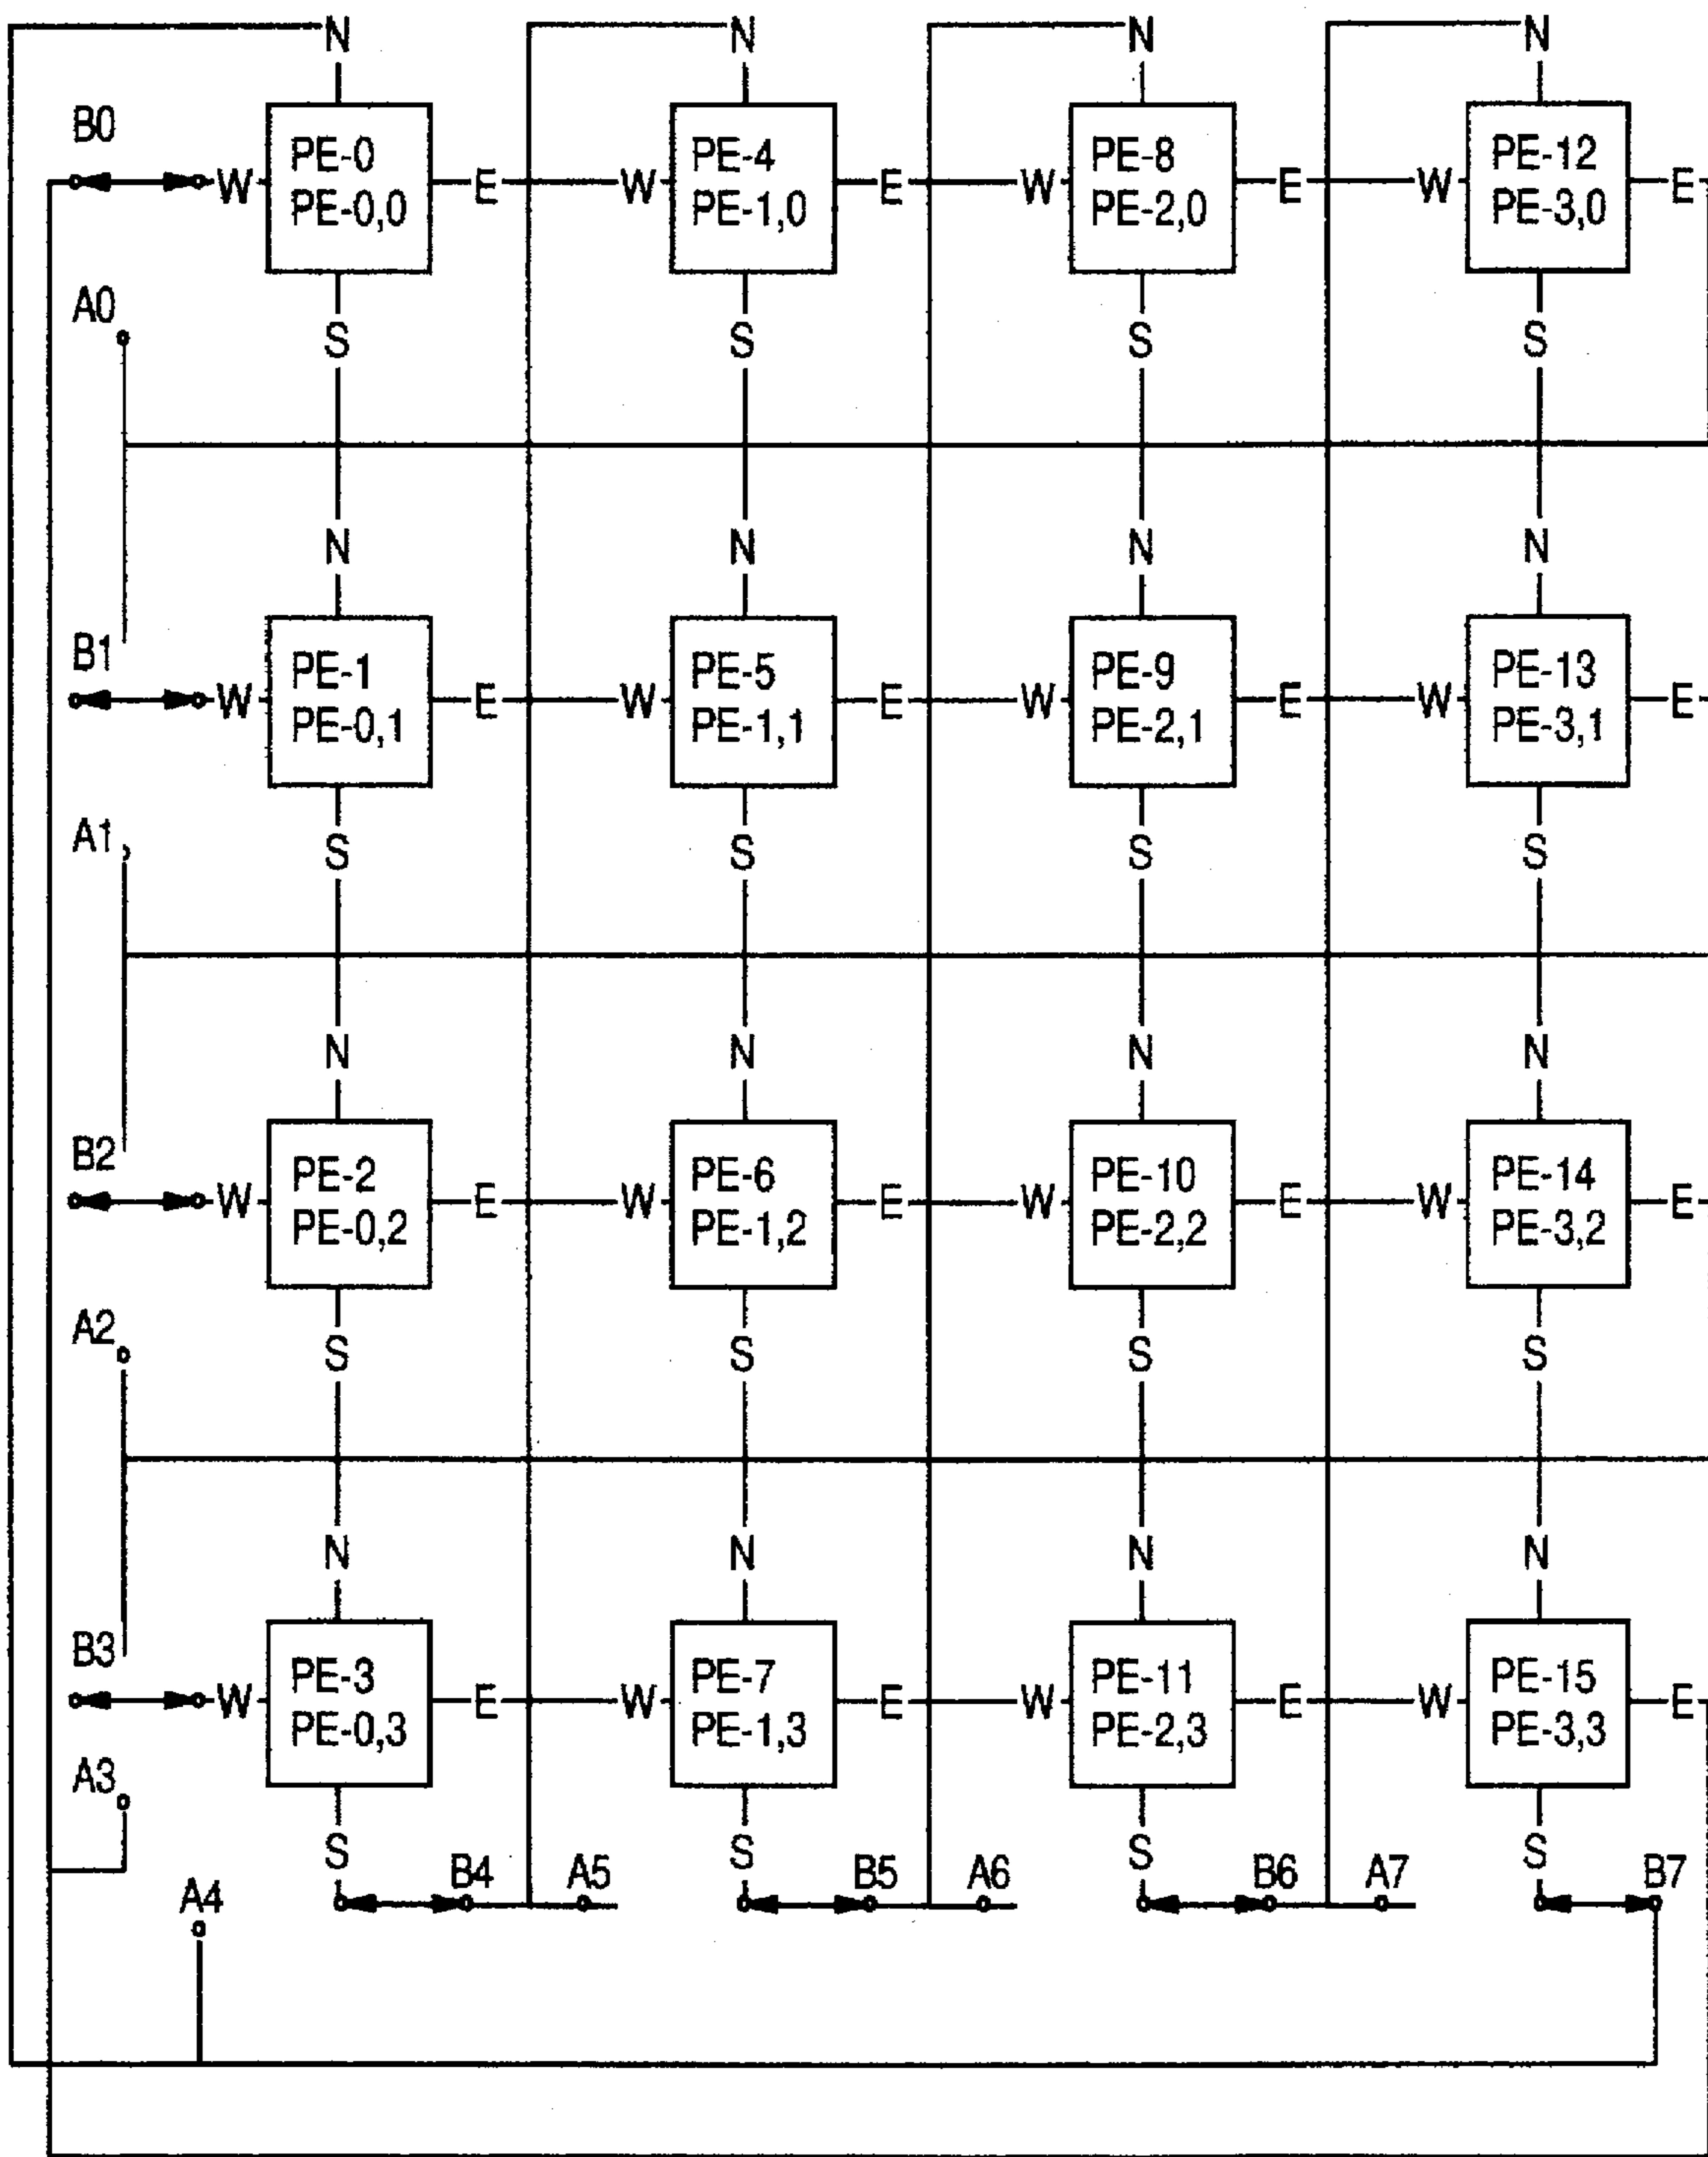 N N N N
B0
W PE-0 E W PE-4 E W PE-8 E W PE-12 E
PE-0,0 PE-1,0 PE-2,0 PE-3,0
A0
S S S S
N N N N
B1
W PE-1 E W PE-5 E W PE-9 E W PE-13 E
PE-0,1 PE-1,1 PE-2,1 PE-3,1
A1
S S S S
N N N N
B2
W PE-2 E W PE-6 E W PE-10 E W PE-14 E
PE-0,2 PE-1,2 PE-2,2 PE-3,2
A2
S S S S
N N N N
B3
W PE-3 E W PE-7 E W PE-11 E W PE-15 E
PE-0,3 PE-1,3 PE-2,3 PE-3,3
A3
S B4 A5 S B5 A6 S B6 A7 S B7
A4